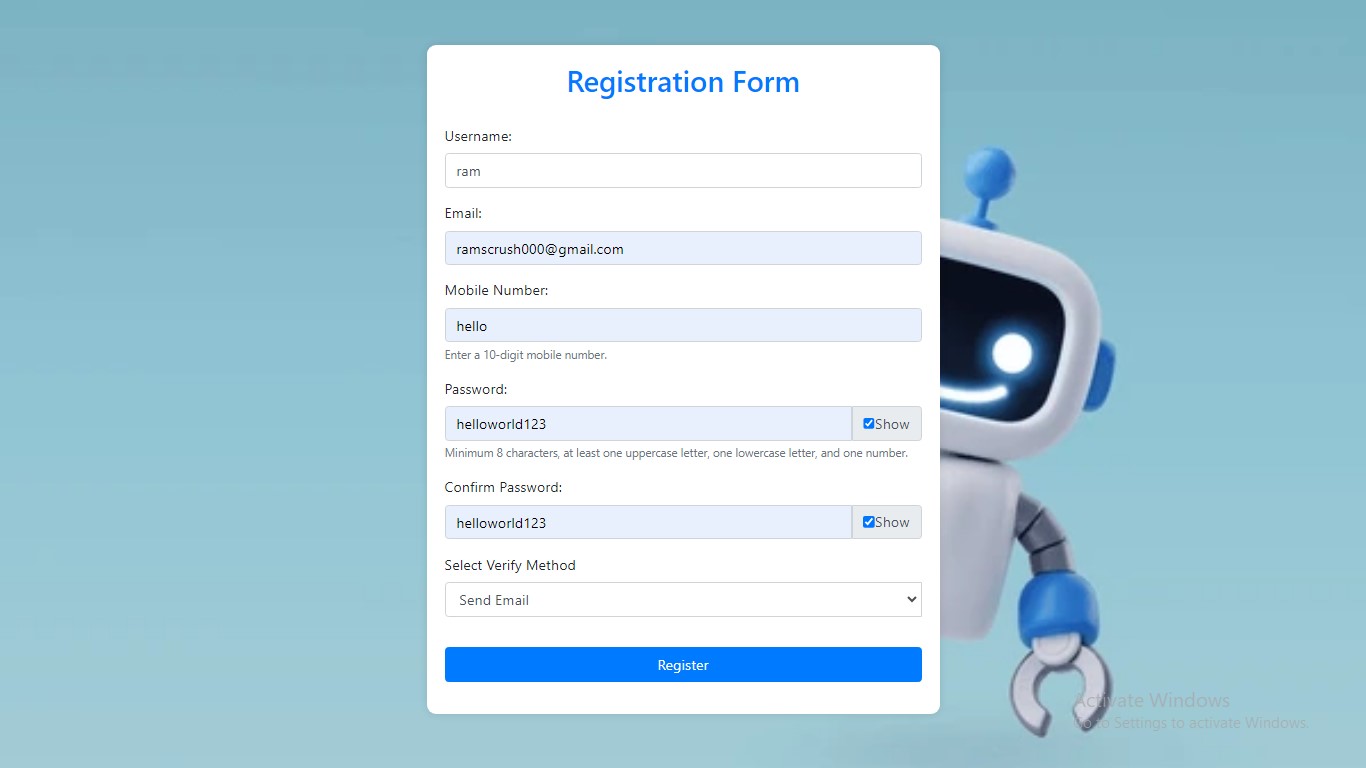 Registration Form
Username:
ram
Email:
ramscrush000@gmail.com
Mobile Number:
hello
Enter a 10-digit mobile number.
Password:
helloworld123
Show
Minimum 8 characters, at least one uppercase letter, one lowercase letter, and one number.
Confirm Password:
helloworld123
Show
Select Verify Method
Send Email
Register
Activate Windows
Go to Settings to activate Windows.